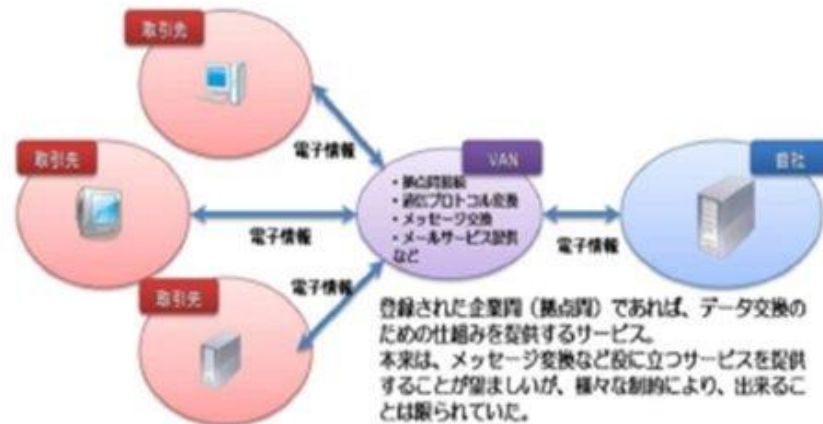 取引先
電子情報
取引先
電子情報
取引先
電子情報
VAN
・拠点間接続
・通信プロトコル変換
・メッセージ交換
・メールサービス提供
など
電子情報
自社
登録された企業間（拠点間）であれば、データ交換の
ための仕組みを提供するサービス。
本来は、メッセージ変換など役に立つサービスを提供
することが望ましいが、様々な制約により、出来るこ
とは限られていた。